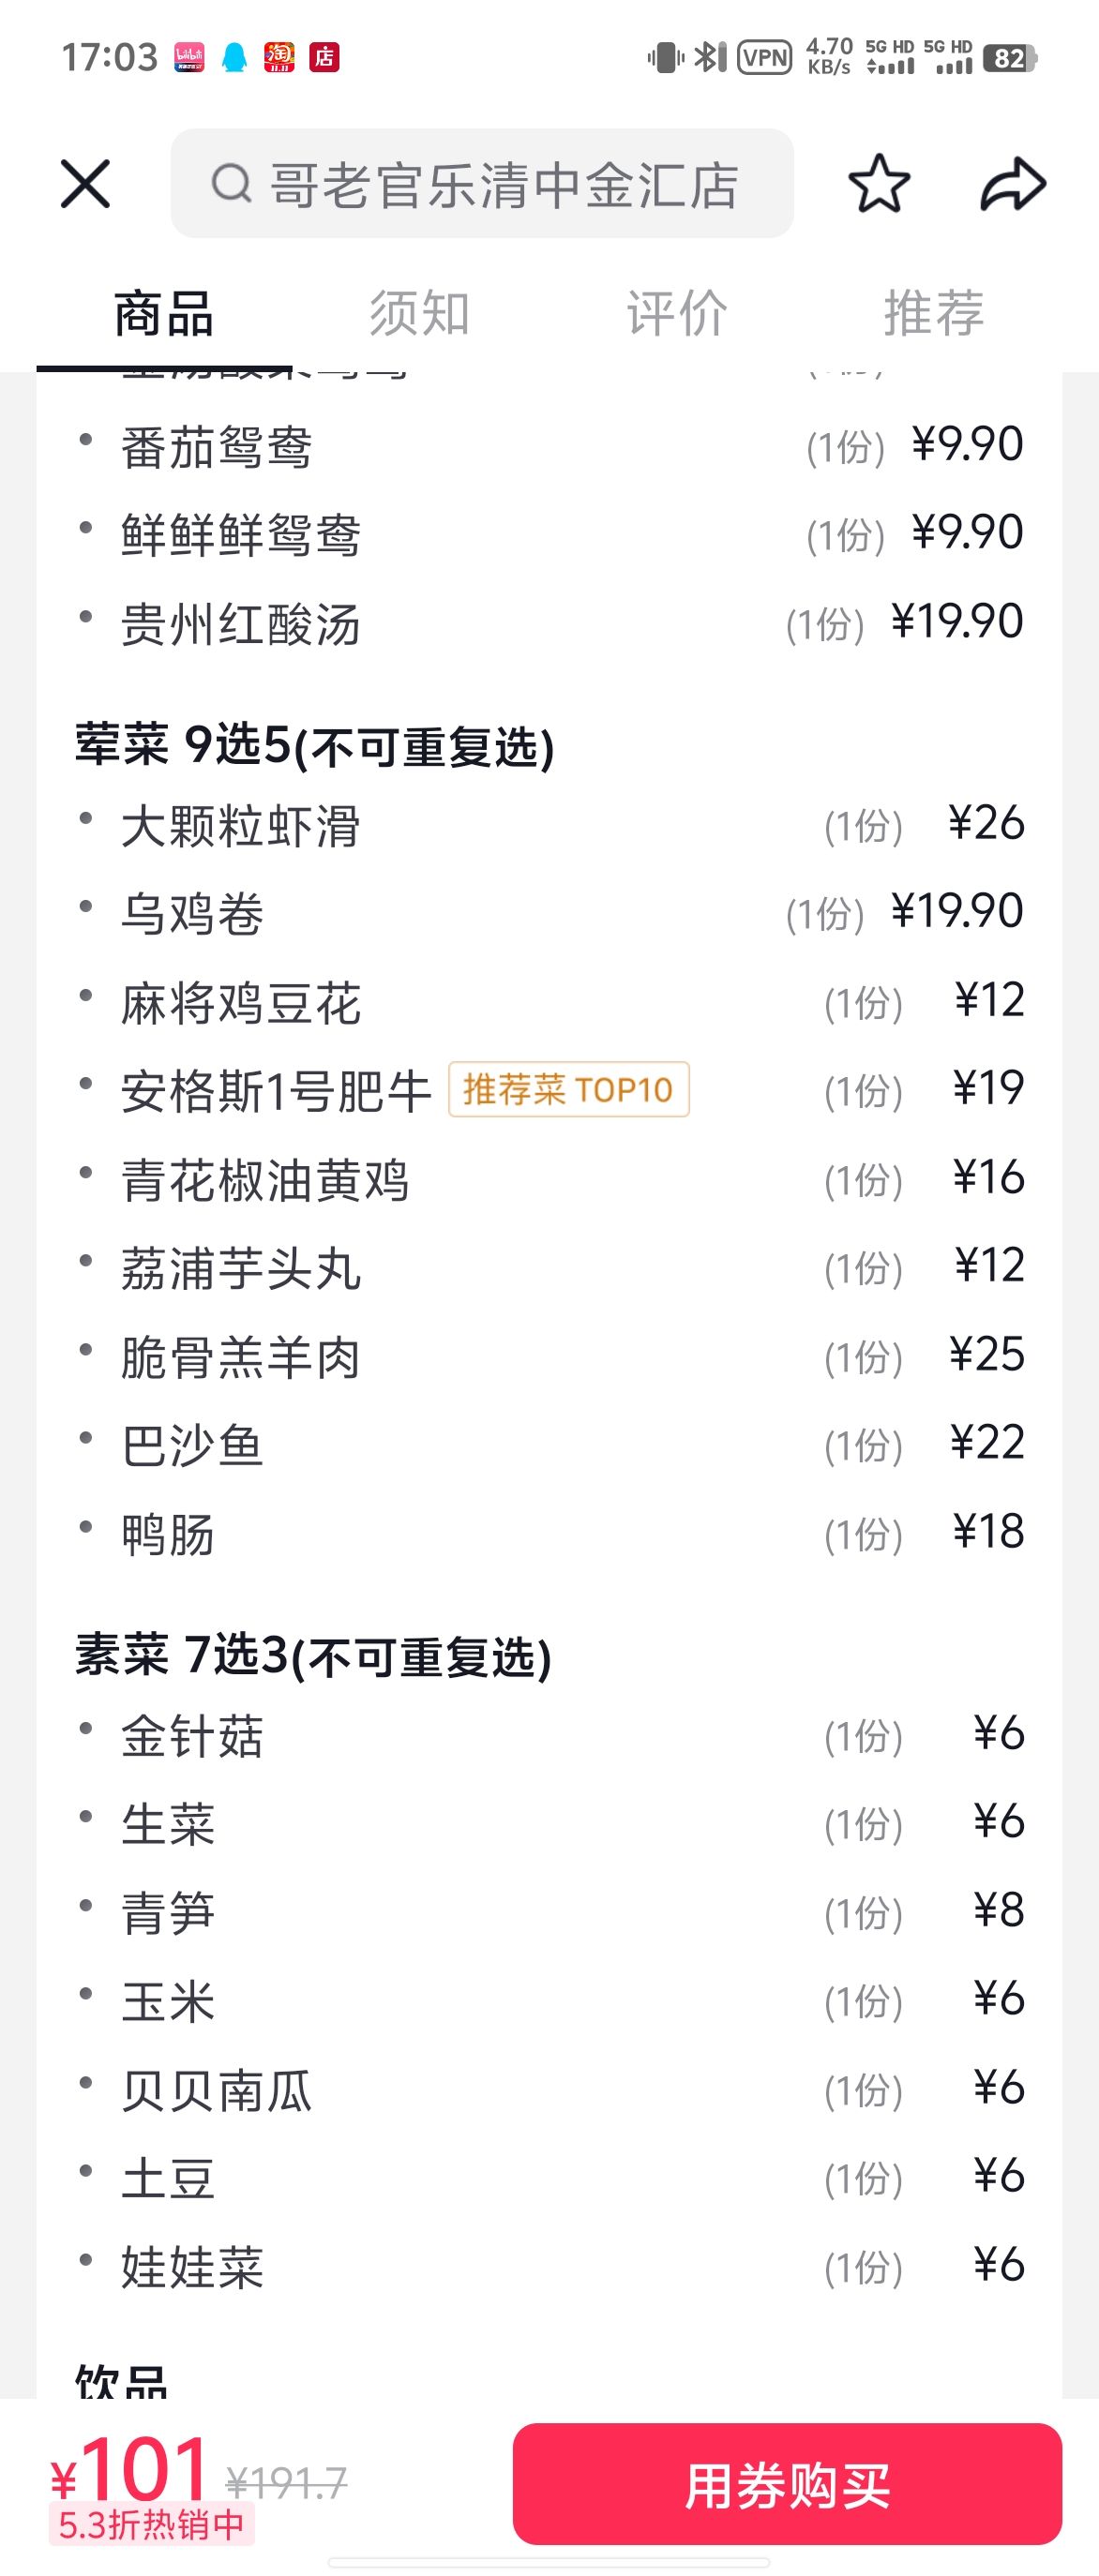 17:03 bilibili 淘 11.11 店 VPN 4.70 KB/s 5G HD 5G HD 82
哥老官乐清中金汇店
商品 须知 评价 推荐
番茄鸳鸯 (1份) ¥9.90
鲜鲜鲜鸳鸯 (1份) ¥9.90
贵州红酸汤 (1份) ¥19.90
荤菜 9选5(不可重复选)
大颗粒虾滑 (1份) ¥26
乌鸡卷 (1份) ¥19.90
麻将鸡豆花 (1份) ¥12
安格斯1号肥牛 推荐菜 TOP10 (1份) ¥19
青花椒油黄鸡 (1份) ¥16
荔浦芋头丸 (1份) ¥12
脆骨羔羊肉 (1份) ¥25
巴沙鱼 (1份) ¥22
鸭肠 (1份) ¥18
素菜 7选3(不可重复选)
金针菇 (1份) ¥6
生菜 (1份) ¥6
青笋 (1份) ¥8
玉米 (1份) ¥6
贝贝南瓜 (1份) ¥6
土豆 (1份) ¥6
娃娃菜 (1份) ¥6
饮品
¥101 ¥191.7 用券购买
5.3折热销中